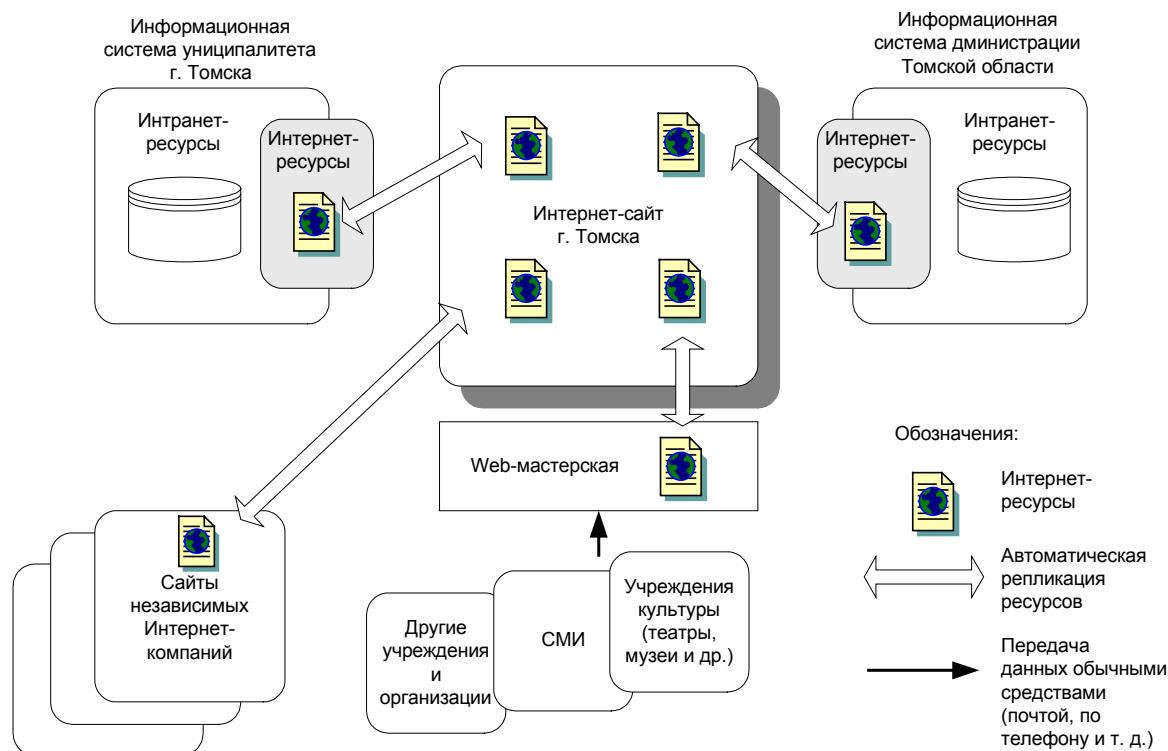 Информационная
система униципалитета
г. Томска
Информационная
система дминистрации
Томской области
Интранет-
ресурсы
Интернет-
ресурсы
Интернет-сайт
г. Томска
Интернет-
ресурсы
Интранет-
ресурсы
Web-мастерская
Сайты
независимых
Интернет-
компаний
Другие
учреждения
и
организации
СМИ
Учреждения
культуры
(театры,
музеи и др.)
Обозначения:
Интернет-
ресурсы
Автоматическая
репликация
ресурсов
Передача
данных обычными
средствами
(почтой, по
телефону и т. д.)